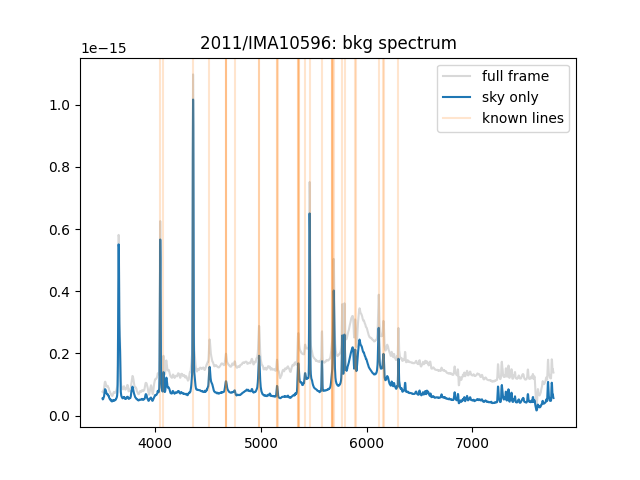 2011/IMA10596: bkg spectrum
1e−15
full frame
sky only
known lines
1.0
0.8
0.6
0.4
0.2
0.0
4000 5000 6000 7000